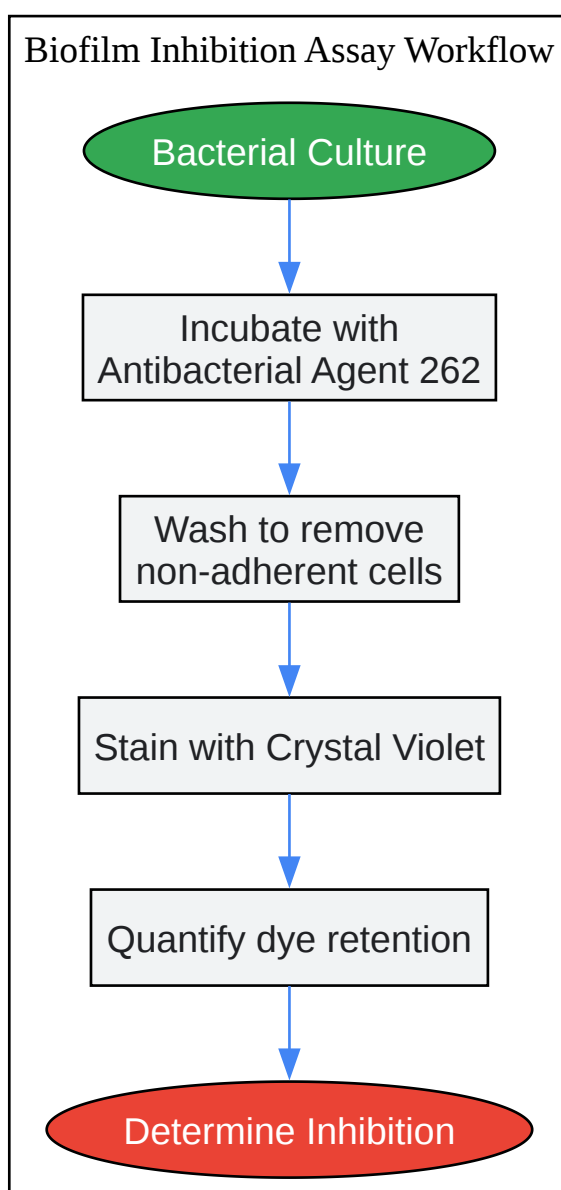 Biofilm Inhibition Assay Workflow
Bacterial Culture
Incubate with
Antibacterial Agent 262
Wash to remove
non-adherent cells
Stain with Crystal Violet
Quantify dye retention
Determine Inhibition